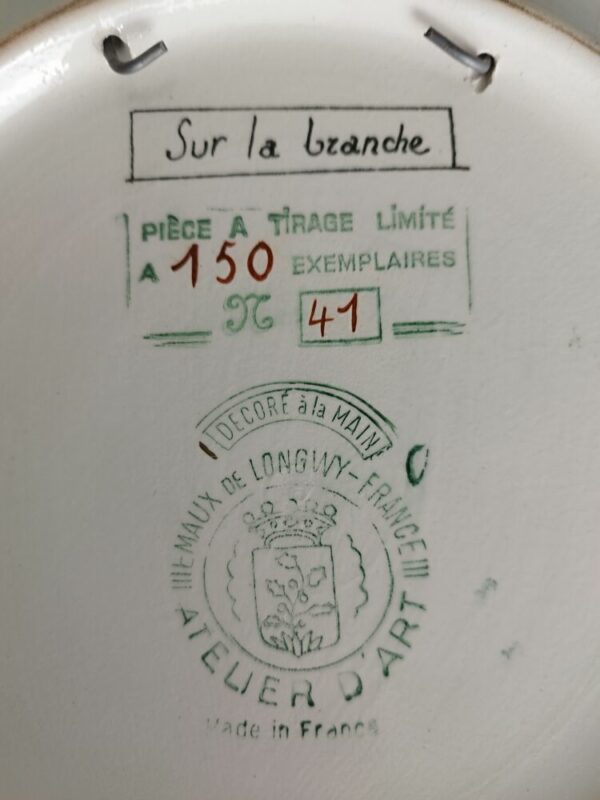 Sur la branche
PIÈCE A TIRAGE LIMITÉ
A 150 EXEMPLAIRES
N 41
DECORÉ à la MAIN
EMAUX DE LONGWY-FRANCE
ATELIER D'ART
Made in France